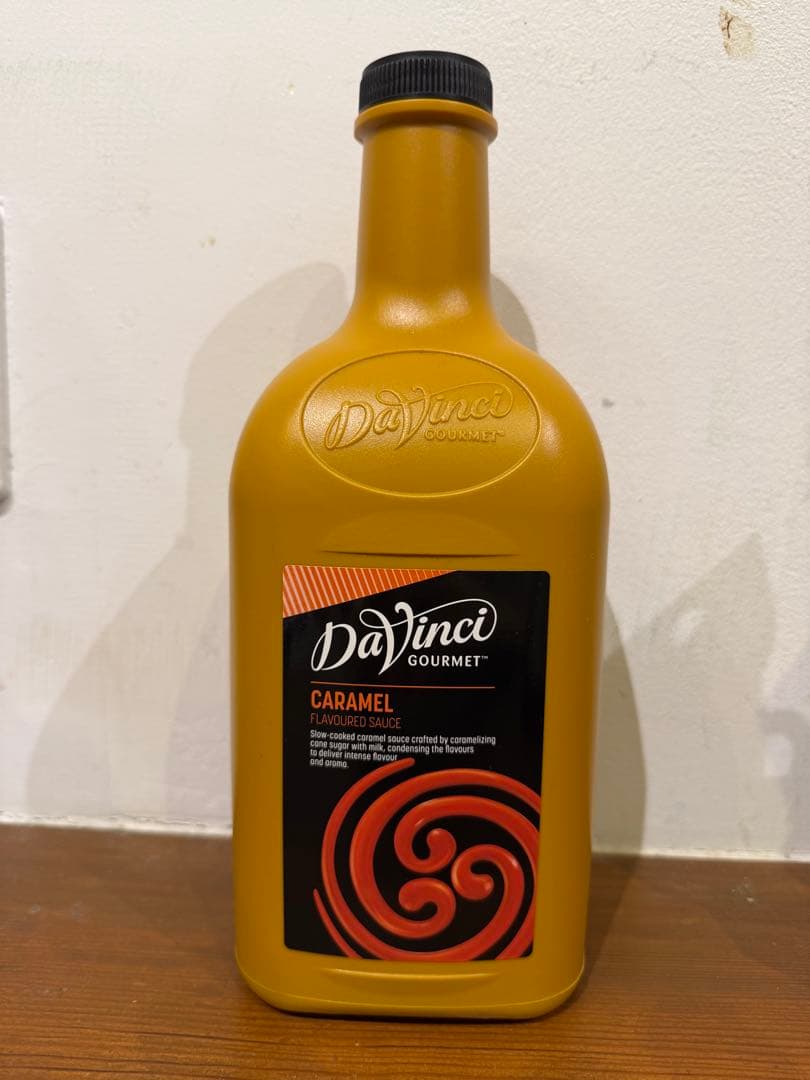 DaVinci
GOURMET™
DaVinci
GOURMET™
CARAMEL
FLAVOURED SAUCE
Slow-cooked caramel sauce crafted by caramelizing
cane sugar with milk, condensing the flavours
to deliver intense flavour
and aroma.